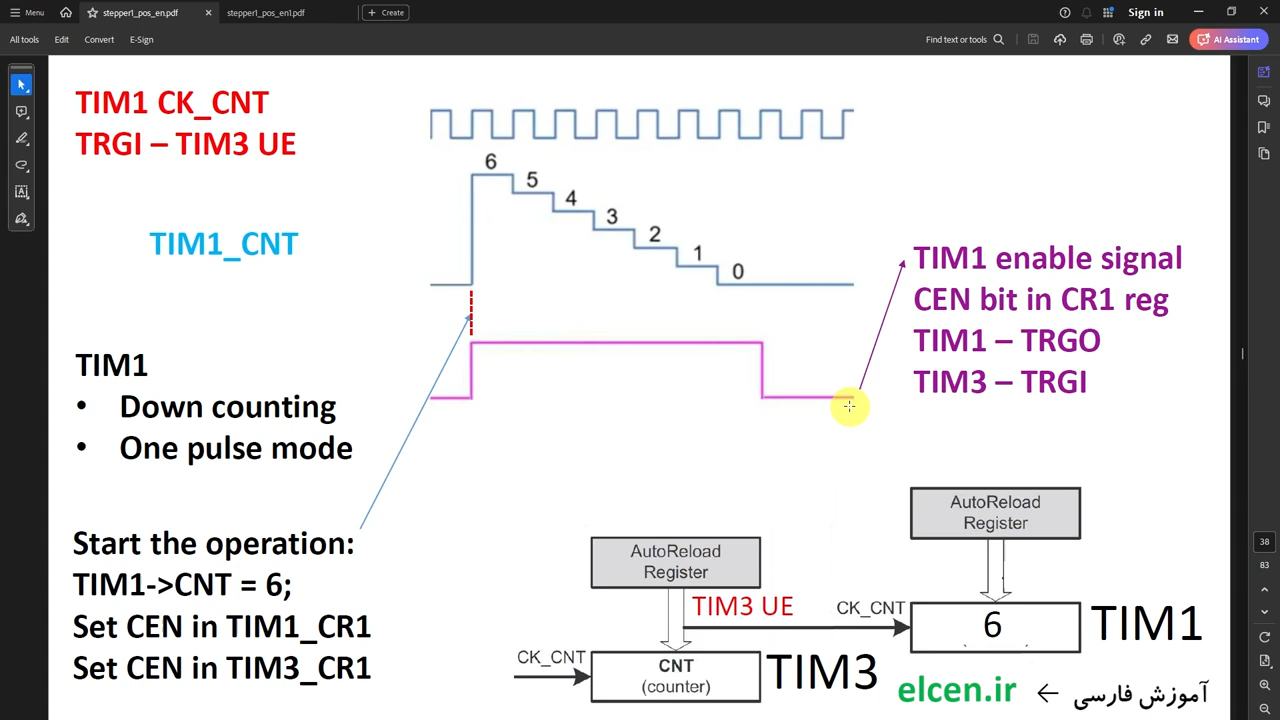 Menu
stepper1_pos_en.pdf
stepper1_pos_en1.pdf
Create
Sign in
All tools
Edit
Convert
E-Sign
Find text or tools
AI Assistant
TIM1 CK_CNT
TRGI – TIM3 UE
6
5
4
3
2
1
0
TIM1_CNT
TIM1 enable signal
CEN bit in CR1 reg
TIM1 – TRGO
TIM3 – TRGI
TIM1
• Down counting
• One pulse mode
Start the operation:
TIM1->CNT = 6;
Set CEN in TIM1_CR1
Set CEN in TIM3_CR1
AutoReload
Register
AutoReload
Register
TIM3 UE
CK_CNT
6
TIM1
CK_CNT
CNT
(counter)
TIM3
elcen.ir ← آموزش فارسی
38
83